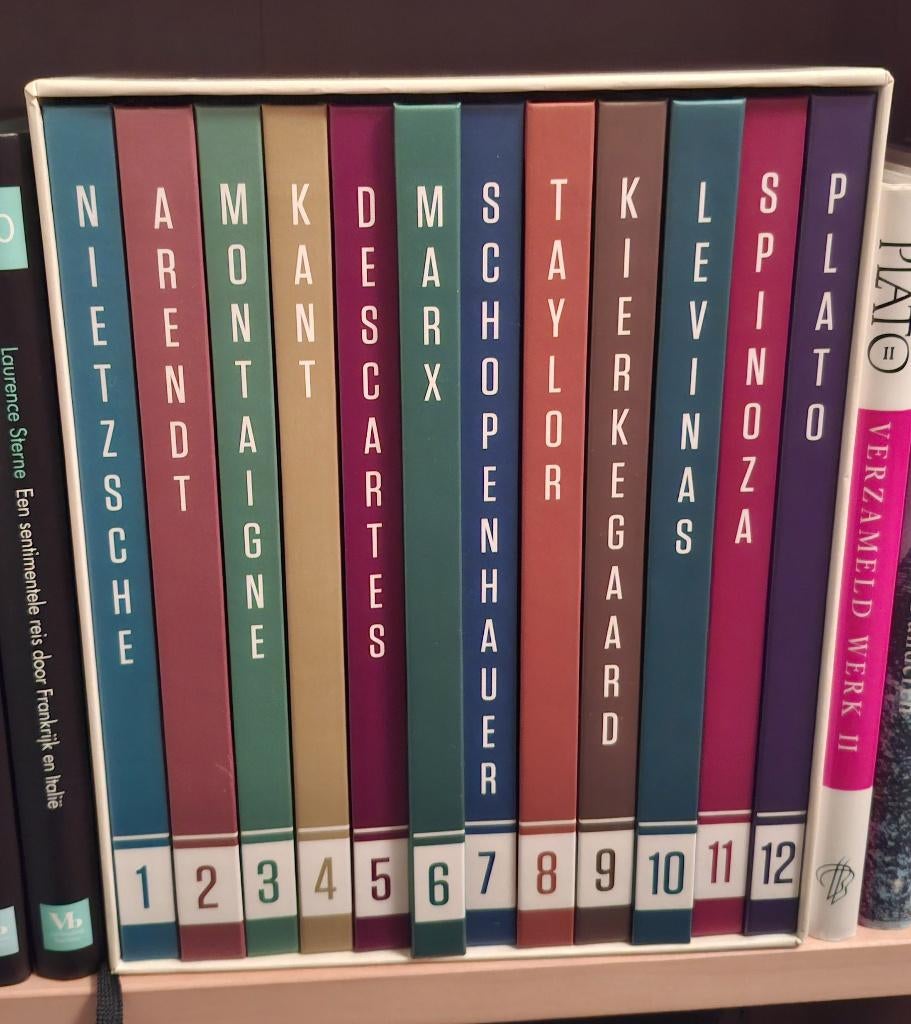 Laurence Sterne Een sentimentele reis door Frankrijk en Italië
Vb
NIETZSCHE
1
ARENDT
2
MONTAIGNE
3
KANT
4
DESCARTES
5
MARX
6
SCHOPENHAUER
7
TAYLOR
8
KIERKEGAARD
9
LEVINAS
10
SPINOZA
11
PLATO
12
PLATO
II
VERZAMELD WERK II